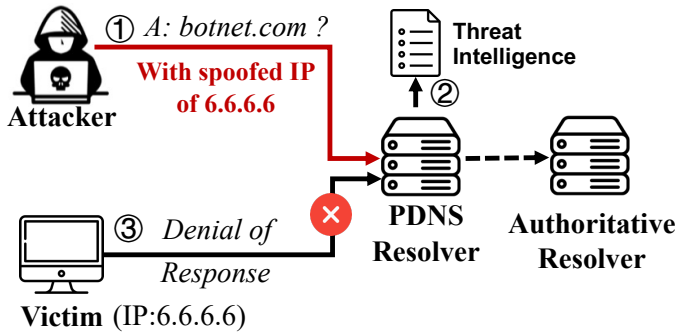 ① A: botnet.com ?
With spoofed IP
of 6.6.6.6
Attacker
Threat
Intelligence
②
PDNS
Resolver
Authoritative
Resolver
③ Denial of
Response
Victim (IP:6.6.6.6)